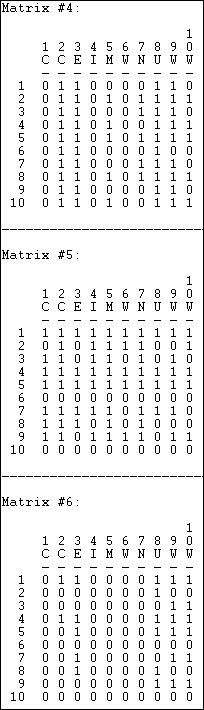 Matrix #4:
1
1 2 3 4 5 6 7 8 9 0
C C E I M W N U W W
- - - - - - - - - -
1 0 1 1 0 0 0 0 1 1 0
2 0 1 1 0 1 0 0 1 1 1
3 0 1 1 0 0 0 0 1 1 0
4 0 1 1 0 1 0 0 1 1 1
5 0 1 1 0 1 0 1 1 1 1
6 0 0 1 0 0 0 0 1 1 1
7 0 1 1 0 0 0 1 1 1 1
8 0 1 1 0 1 0 0 1 1 1
9 0 1 1 0 0 0 0 1 1 1
10 0 1 1 0 1 0 0 1 1 1
Matrix #5:
1
1 2 3 4 5 6 7 8 9 0
C C E I M W N U W W
- - - - - - - - - -
1 1 1 1 1 1 1 1 1 1 1
2 0 1 1 1 1 1 0 1 0 1
3 1 1 1 1 1 1 1 0 1 1
4 1 1 1 1 1 1 1 1 1 1
5 1 1 1 1 1 1 0 1 1 1
6 0 0 0 0 0 0 0 0 0 0
7 1 1 1 1 0 1 0 1 1 1
8 1 1 1 0 1 1 1 0 0 1
9 1 1 0 1 1 1 0 1 1 1
10 0 0 0 0 0 0 0 0 0 0
Matrix #6:
1
1 2 3 4 5 6 7 8 9 0
C C E I M W N U W W
- - - - - - - - - -
1 0 1 1 0 0 0 0 1 1 1
2 0 0 0 0 0 0 0 1 0 0
3 0 0 0 0 0 0 0 0 1 1
4 0 1 1 0 0 0 0 1 1 1
5 0 0 1 0 0 0 0 1 0 0
6 0 0 0 0 0 0 0 0 0 0
7 0 0 1 0 0 0 0 0 1 1
8 0 0 1 0 0 0 0 1 0 0
9 0 0 0 0 0 0 0 1 1 1
10 0 0 0 0 0 0 0 0 0 0